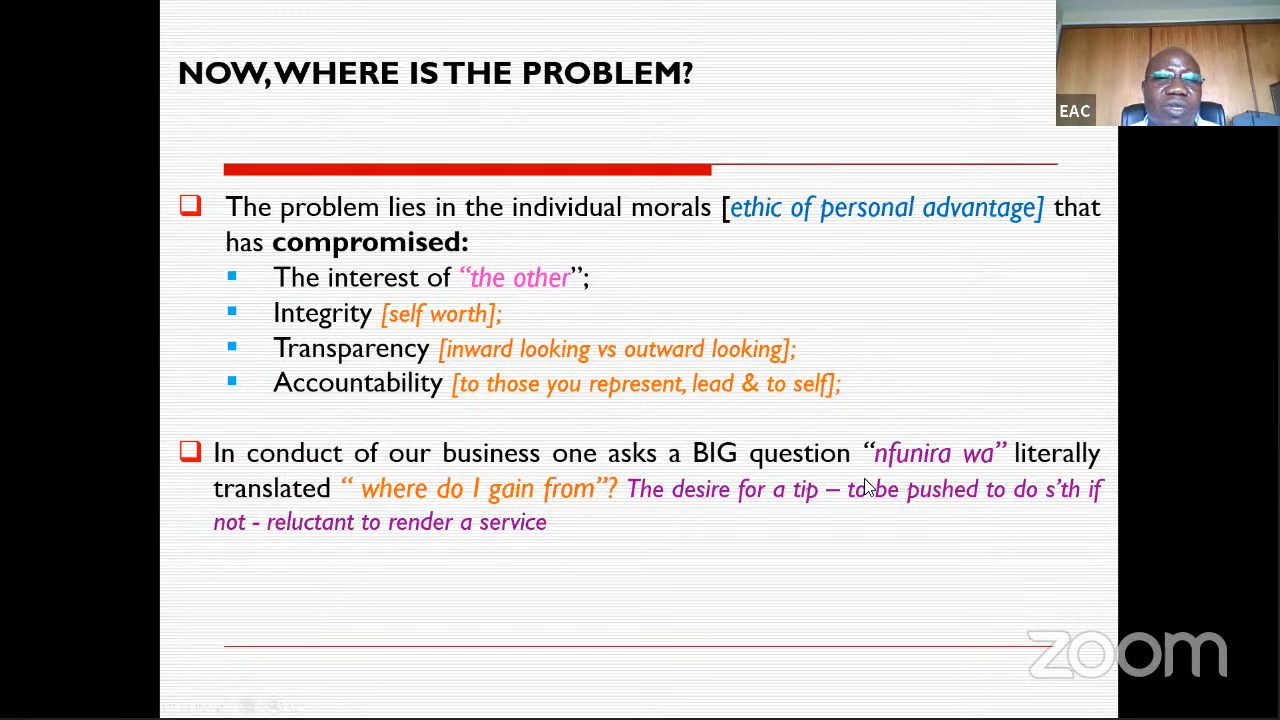 NOW, WHERE IS THE PROBLEM?
EAC
The problem lies in the individual morals [ethic of personal advantage] that
has compromised:
The interest of “the other”;
Integrity [self worth];
Transparency [inward looking vs outward looking];
Accountability [to those you represent, lead & to self];
In conduct of our business one asks a BIG question “nfunira wa” literally
translated “ where do I gain from”? The desire for a tip – to be pushed to do s’th if
not - reluctant to render a service
zoom